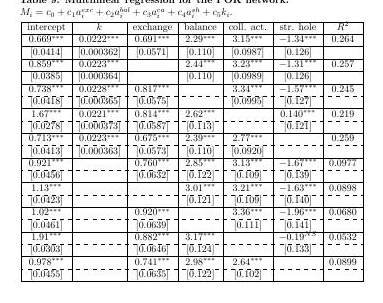 Table 9: Multilinear regression for the POK network.
M_i = c_0 + c_1 a_i^{exc} + c_2 a_i^{bal} + c_3 a_i^{ca} + c_4 a_i^{sh} + c_5 k_i.
intercept k exchange balance coll. act. str. hole R^2
0.669*** 0.0222*** 0.691*** 2.29*** 3.15*** −1.34*** 0.264
[0.0414] [0.000362] [0.0571] [0.110] [0.0987] [0.126]
0.859*** 0.0223*** 2.44*** 3.23*** −1.31*** 0.257
[0.0385] [0.000364] [0.110] [0.0989] [0.126]
0.738*** 0.0228*** 0.817*** 3.34*** −1.57*** 0.245
[0.0418] [0.000365] [0.0575] [0.0995] [0.127]
1.67*** 0.0221*** 0.814*** 2.62*** 0.140*** 0.219
[0.0278] [0.000373] [0.0587] [0.113] [0.121]
0.713*** 0.0223*** 0.675*** 2.39*** 2.77*** 0.259
[0.0413] [0.000363] [0.0573] [0.110] [0.0920]
0.921*** 0.760*** 2.85*** 3.13*** −1.67*** 0.0977
[0.0456] [0.0632] [0.122] [0.109] [0.139]
1.13*** 3.01*** 3.21*** −1.63*** 0.0898
[0.0423] [0.121] [0.109] [0.140]
1.02*** 0.920*** 3.36*** −1.96*** 0.0680
[0.0461] [0.0639] [0.111] [0.141]
1.91*** 0.882*** 3.17*** −0.19^{NS} 0.0532
[0.0303] [0.0646] [0.124] [0.133]
0.978*** 0.741*** 2.98*** 2.64*** 0.0899
[0.0455] [0.0635] [0.122] [0.102]